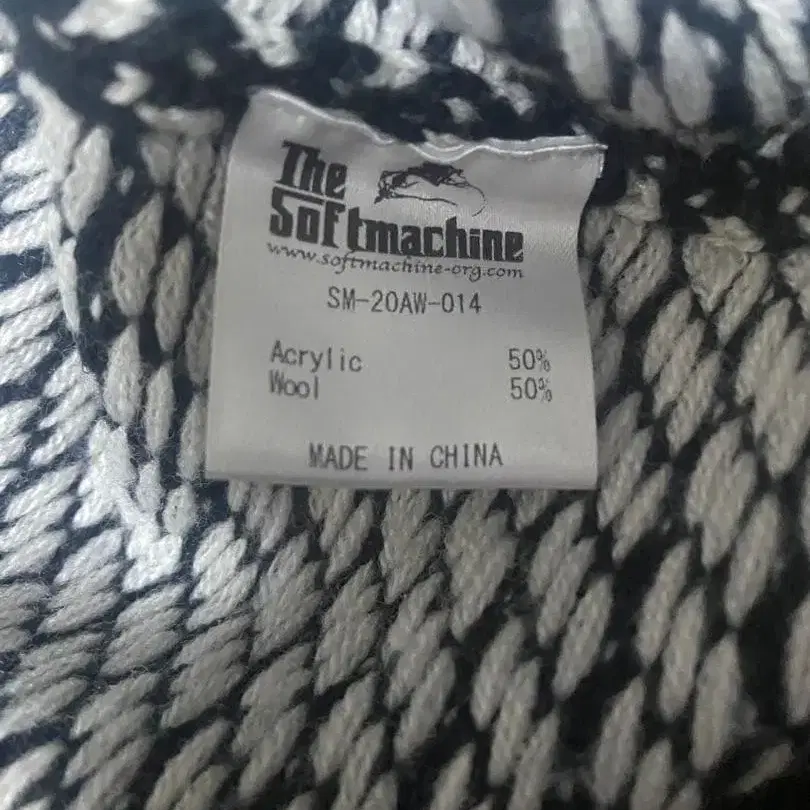 The
Softmachine
www.softmachine-org.com
SM-20AW-014
Acrylic 50%
Wool 50%
MADE IN CHINA